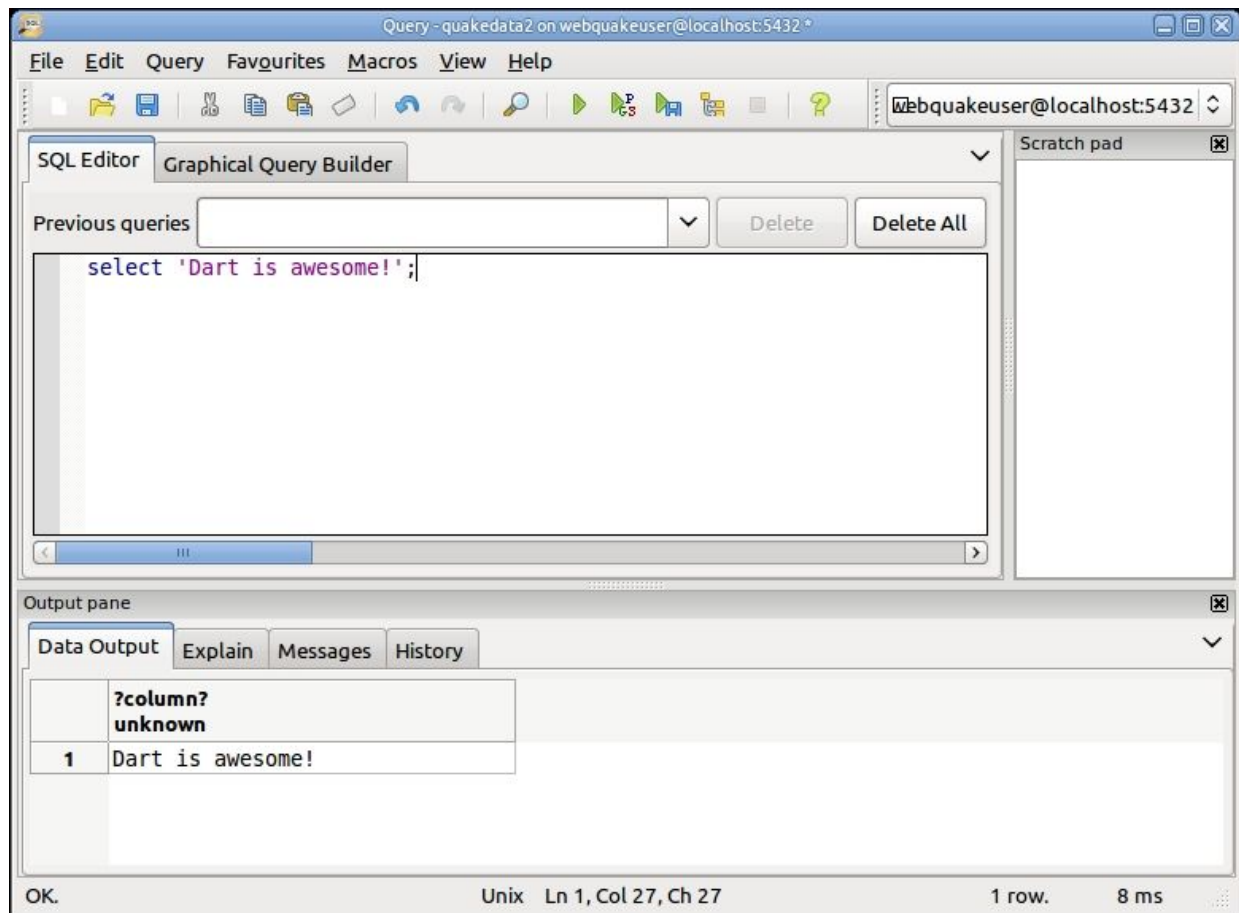 Query - quakedata2 on webquakeuser@localhost:5432 *
File Edit Query Favourites Macros View Help
webquakeuser@localhost:5432
SQL Editor Graphical Query Builder
Scratch pad
Previous queries Delete Delete All
select 'Dart is awesome!';
Output pane
Data Output Explain Messages History
?column?
unknown
1 Dart is awesome!
OK. Unix Ln 1, Col 27, Ch 27 1 row. 8 ms